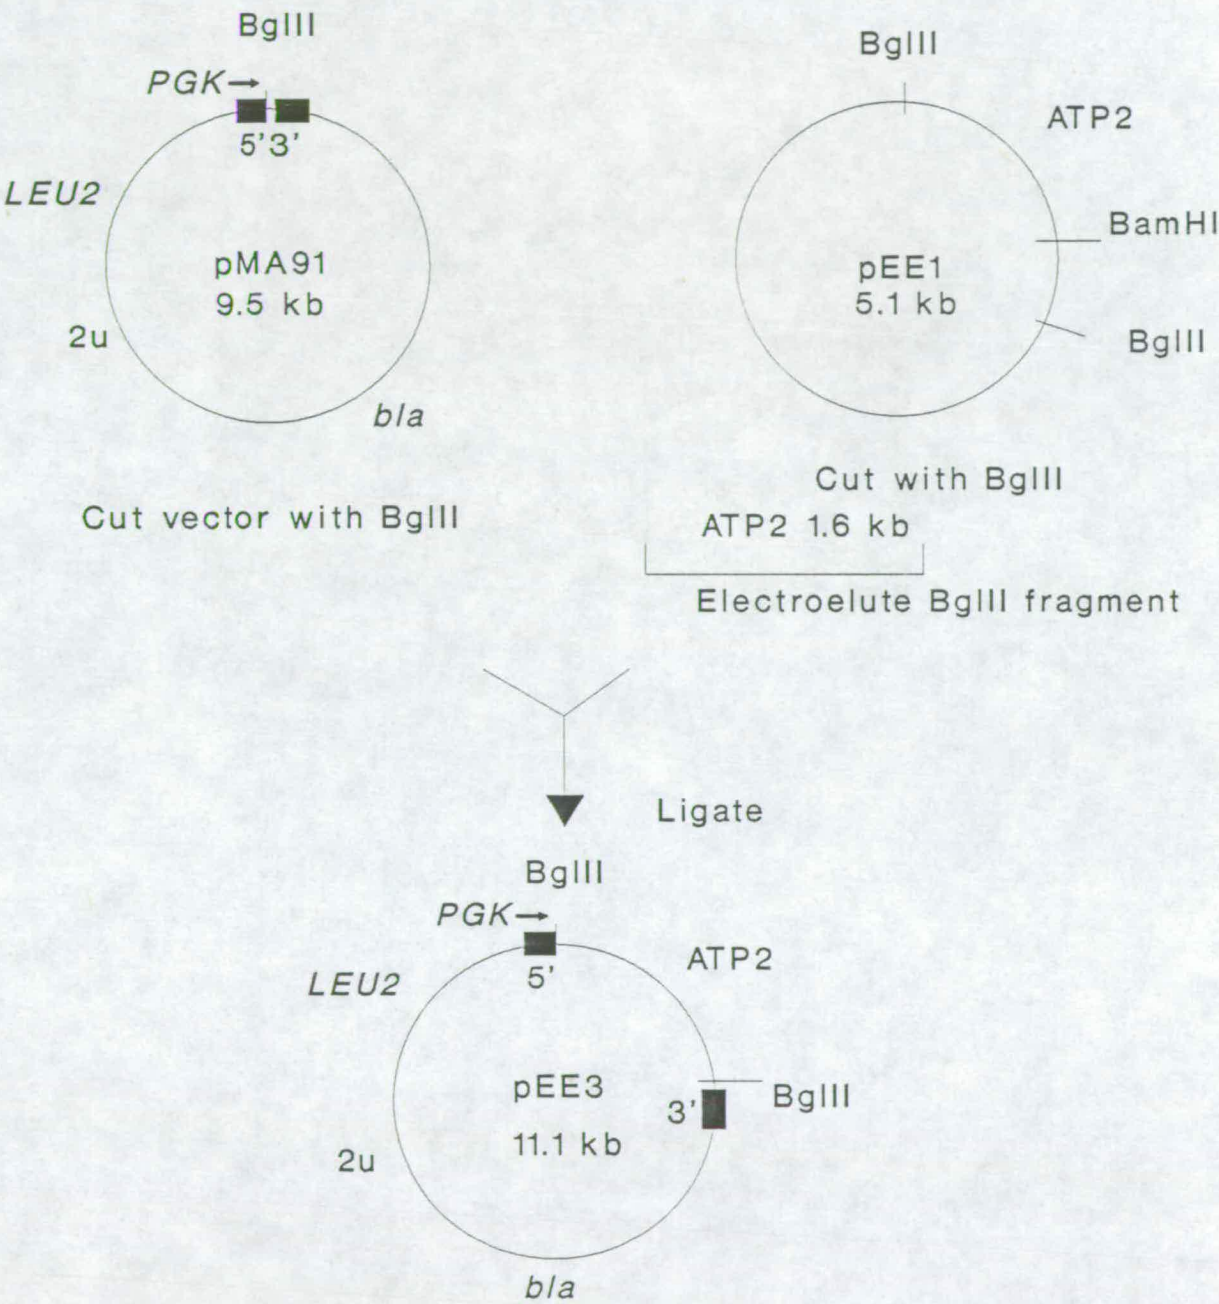 BglII
PGK→
5'3'
LEU2
pMA91
9.5 kb
2u
bla
Cut vector with BglII
BglII
ATP2
BamHI
pEE1
5.1 kb
BglII
Cut with BglII
ATP2 1.6 kb
Electroelute BglII fragment
Ligate
BglII
PGK→
5'
ATP2
LEU2
pEE3
11.1 kb
3'
BglII
2u
bla